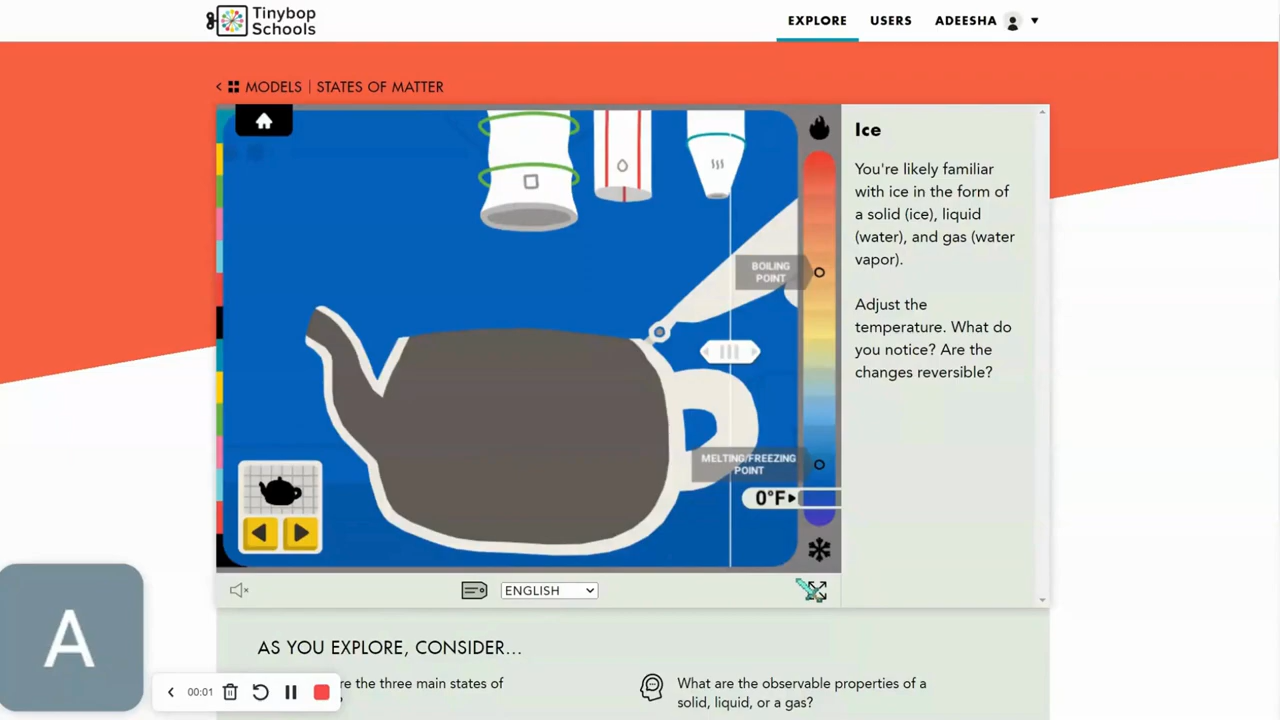 Tinybop
Schools
EXPLORE
USERS
ADEESHA
MODELS | STATES OF MATTER
BOILING
POINT
MELTING/FREEZING
POINT
0°F
Ice
You're likely familiar
with ice in the form of
a solid (ice), liquid
(water), and gas (water
vapor).
Adjust the
temperature. What do
you notice? Are the
changes reversible?
ENGLISH
AS YOU EXPLORE, CONSIDER...
re the three main states of
?
What are the observable properties of a
solid, liquid, or a gas?
A
00:01